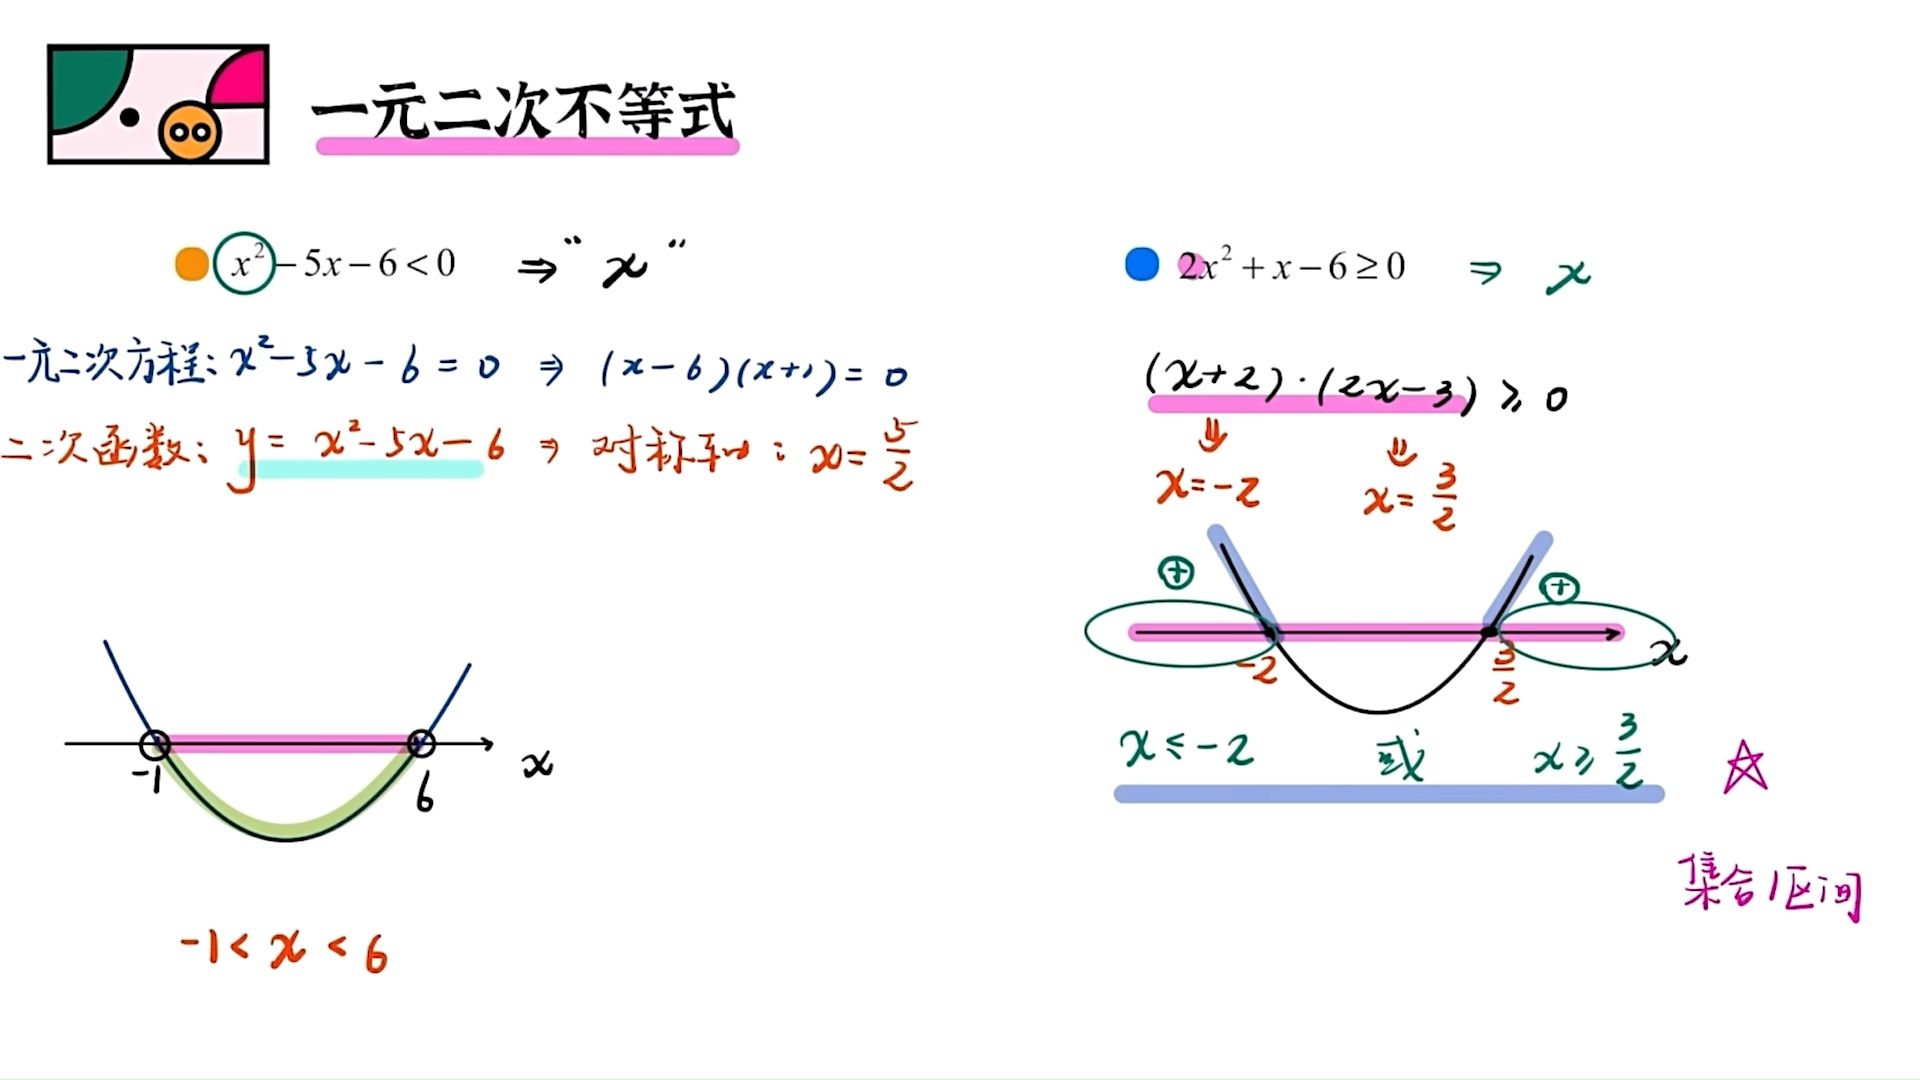 一元二次不等式
x² − 5x − 6 < 0 ⇒ “x”
一元二次方程: x² − 5x − 6 = 0 ⇒ (x − 6)(x + 1) = 0
二次函数: y = x² − 5x − 6 ⇒ 对称轴: x = 5/2
-1
6
x
-1 < x < 6
2x² + x − 6 ≥ 0 ⇒ x
(x + 2)·(2x − 3) ≥ 0
⇓ ⇓
x = -2 x = 3/2
⊕ ⊕
-2 3/2 x
x ≤ -2 或 x ≥ 3/2 ☆
集合/区间